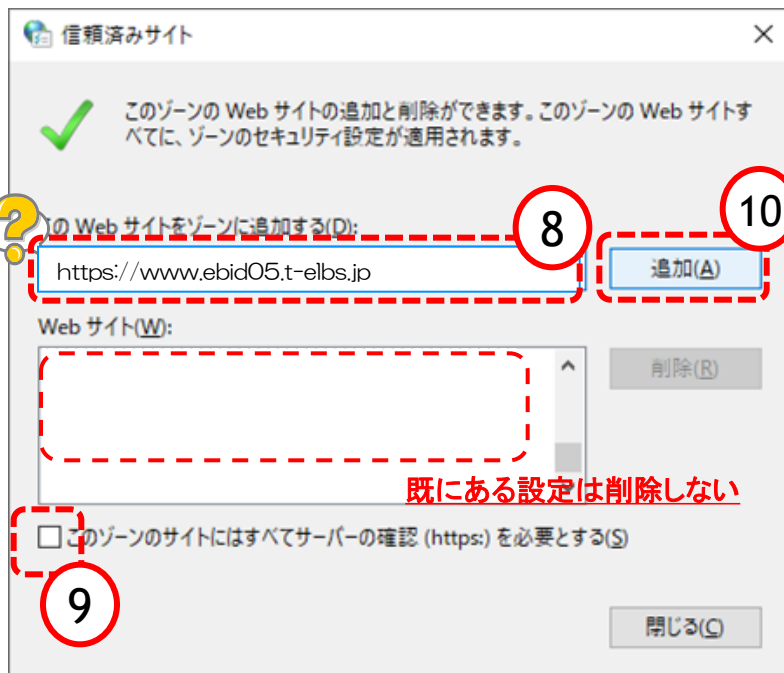 信頼済みサイト
このゾーンの Web サイトの追加と削除ができます。このゾーンの Web サイトす
べてに、ゾーンのセキュリティ設定が適用されます。
?
の Web サイトをゾーンに追加する(D):
8
10
https://www.ebid05.t-elbs.jp
追加(A)
Web サイト(W):
削除(R)
既にある設定は削除しない
このゾーンのサイトにはすべてサーバーの確認 (https:) を必要とする(S)
9
閉じる(C)